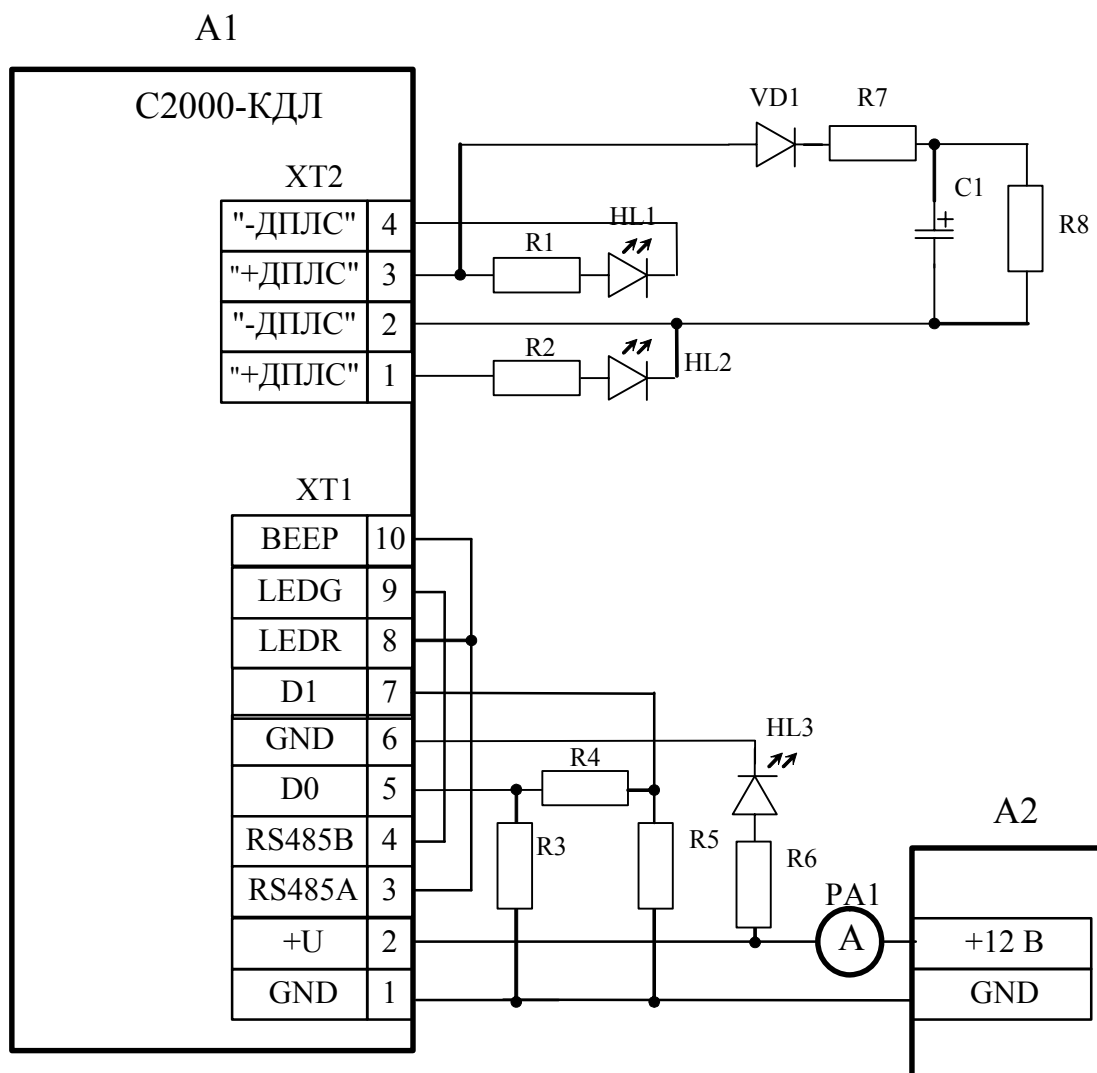 A1
С2000-КДЛ
XT2
"-ДПЛС" 4
"+ДПЛС" 3
"-ДПЛС" 2
"+ДПЛС" 1
VD1
R7
C1
+
R8
HL1
R1
R2
HL2
XT1
BEEP 10
LEDG 9
LEDR 8
D1 7
GND 6
D0 5
RS485B 4
RS485A 3
+U 2
GND 1
HL3
R4
R3
R5
R6
PA1
A
A2
+12 В
GND